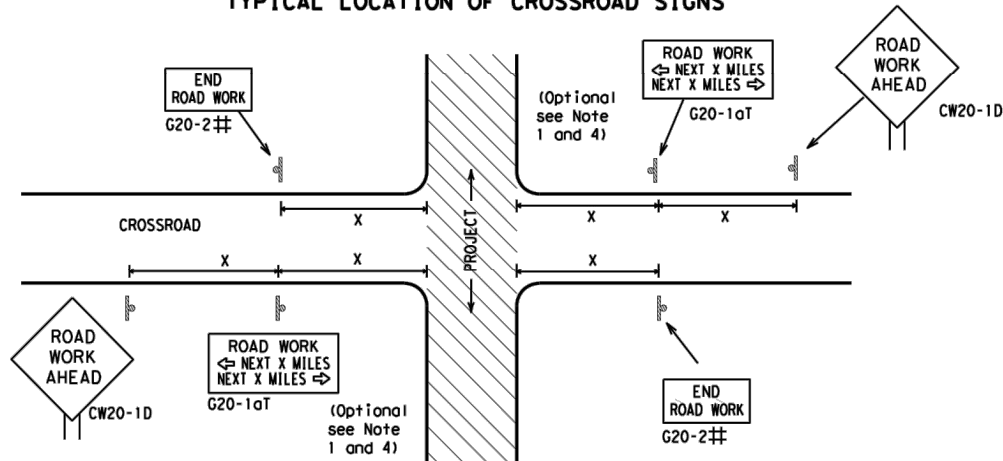 TYPICAL LOCATION OF CROSSROAD SIGNS
END
ROAD WORK
G20-2#
(Optional
see Note
1 and 4)
ROAD WORK
⇦ NEXT X MILES
NEXT X MILES ⇨
G20-1aT
ROAD
WORK
AHEAD
CW20-1D
CROSSROAD
X
X
X
PROJECT
X
X
X
ROAD
WORK
AHEAD
CW20-1D
ROAD WORK
⇦ NEXT X MILES
NEXT X MILES ⇨
G20-1aT
(Optional
see Note
1 and 4)
END
ROAD WORK
G20-2#